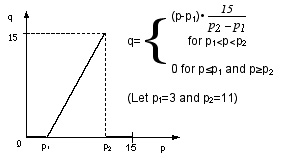 q
15
0
p₁
p₂
15
p
q= { (p-p₁)• 15 / p₂ – p₁
for p₁<p<p₂
0 for p≤p₁ and p≥p₂
(Let p₁=3 and p₂=11)